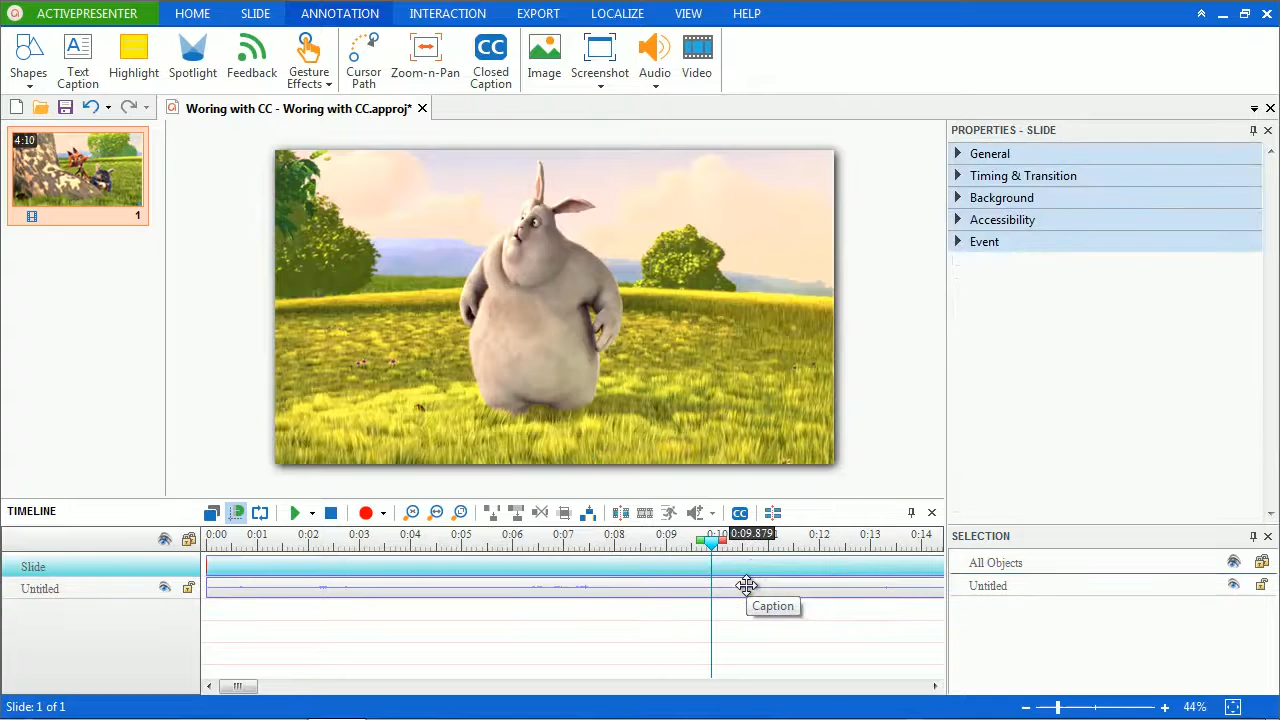 ACTIVEPRESENTER HOME SLIDE ANNOTATION INTERACTION EXPORT LOCALIZE VIEW HELP
Shapes Text Caption Highlight Spotlight Feedback Gesture Effects Cursor Path Zoom-n-Pan CC Closed Caption Image Screenshot Audio Video
Woring with CC - Woring with CC.approj*
PROPERTIES - SLIDE
4:10
1
General
Timing & Transition
Background
Accessibility
Event
TIMELINE
CC
0:00 0:01 0:02 0:03 0:04 0:05 0:06 0:07 0:08 0:09 0:10 0:09.879 0:12 0:13 0:14
Slide
Untitled
Caption
SELECTION
All Objects
Untitled
Slide: 1 of 1
44%